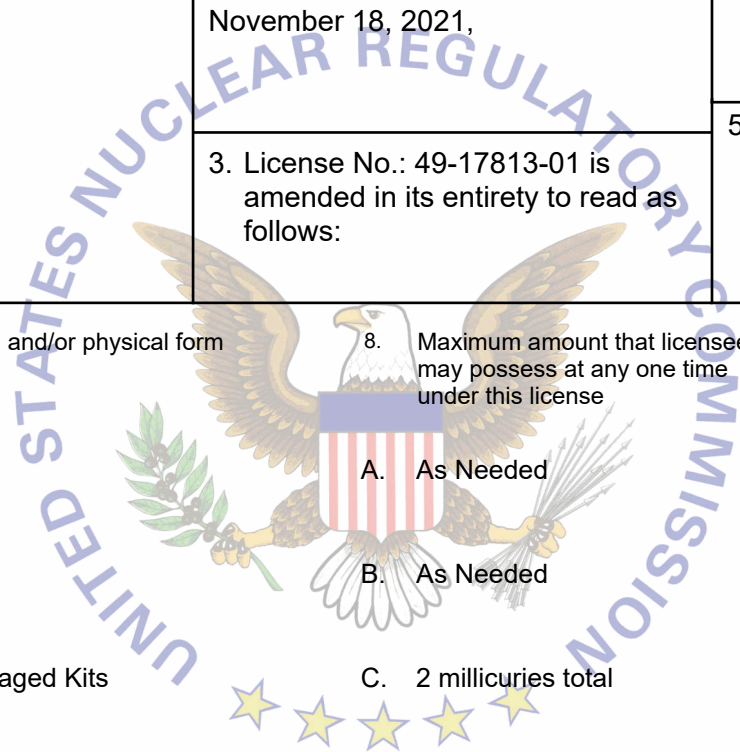 November 18, 2021,
5
3. License No.: 49-17813-01 is
amended in its entirety to read as
follows:
and/or physical form
8. Maximum amount that licensee
may possess at any one time
under this license
A. As Needed
B. As Needed
aged Kits
C. 2 millicuries total
UNITED STATES NUCLEAR REGULATORY COMMISSION